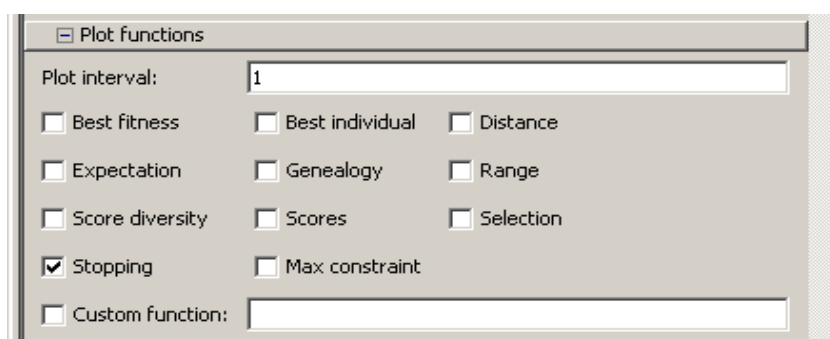 Plot functions
Plot interval: 1
Best fitness Best individual Distance
Expectation Genealogy Range
Score diversity Scores Selection
Stopping Max constraint
Custom function: